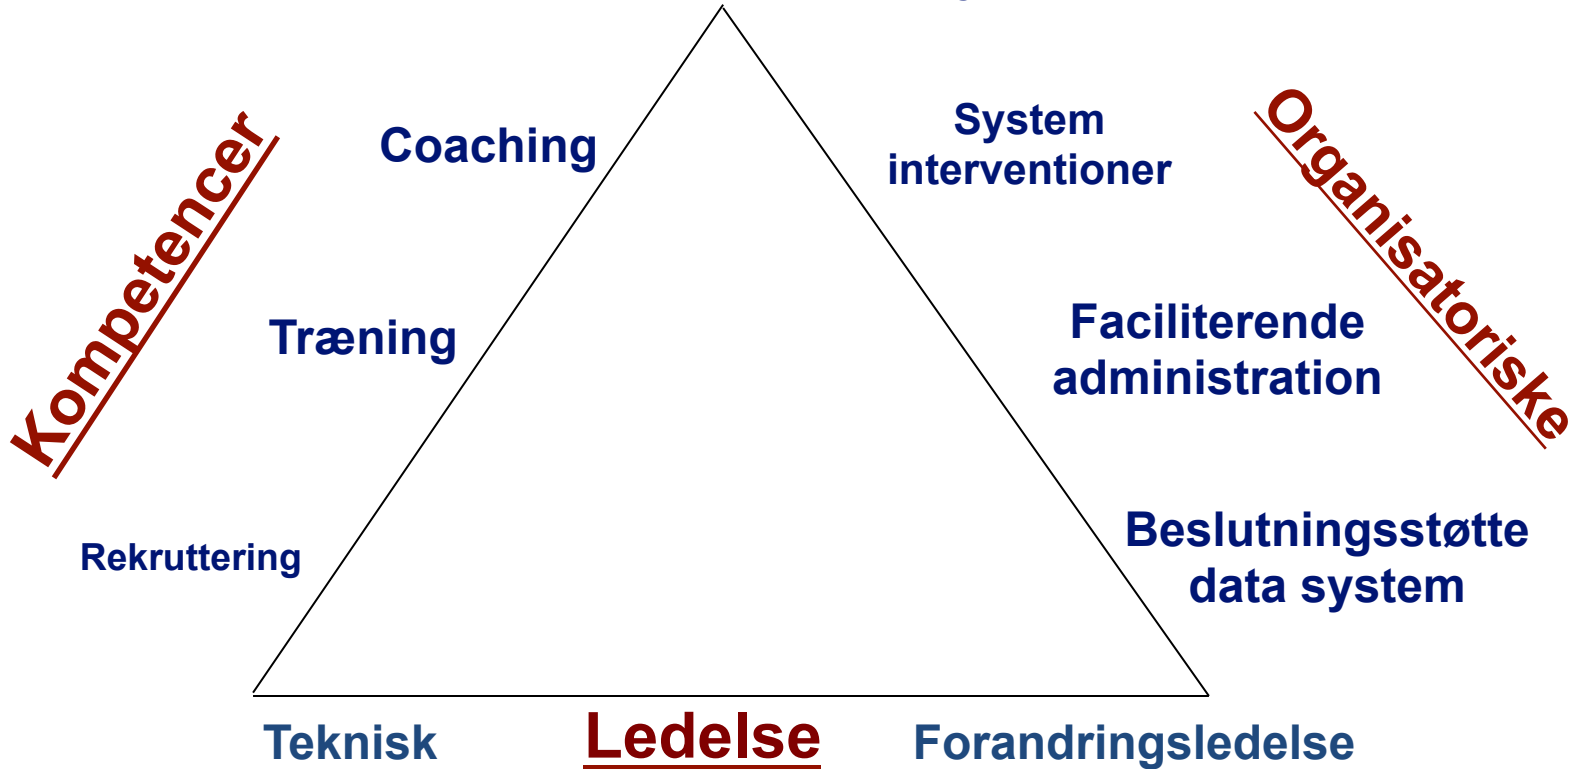 Kompetencer
Coaching
Træning
Rekruttering
System
interventioner
Faciliterende
administration
Beslutningsstøtte
data system
Organisatoriske
Teknisk
Ledelse
Forandringsledelse